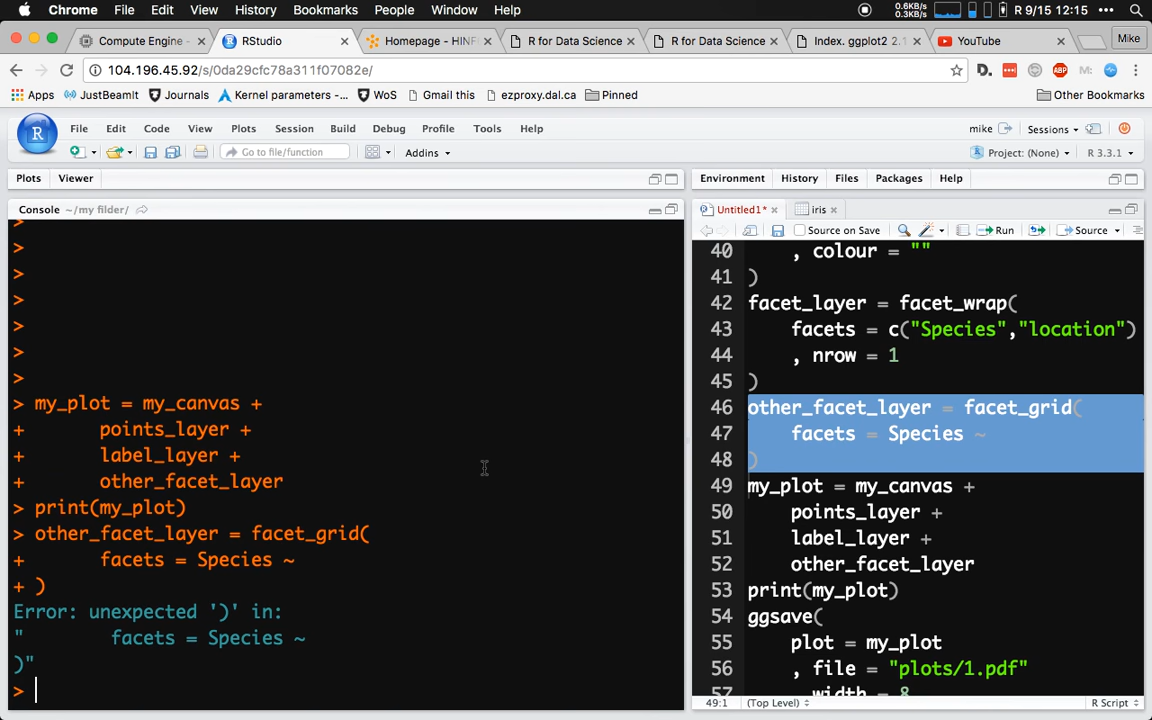 Chrome File Edit View History Bookmarks People Window Help 0.6KB/s 0.3KB/s R 9/15 12:15
Compute Engine - RStudio Homepage - HINF R for Data Science R for Data Science Index. ggplot2 2.1 YouTube Mike
104.196.45.92/s/0da29cfc78a311f07082e/ D. ABP M:
Apps JustBeamIt Journals Kernel parameters -... WoS Gmail this ezproxy.dal.ca Pinned Other Bookmarks
R File Edit Code View Plots Session Build Debug Profile Tools Help mike Sessions
Go to file/function Addins Project: (None) R 3.3.1
Plots Viewer
Environment History Files Packages Help
Console ~/my filder/
>
>
>
>
>
>
>
> my_plot = my_canvas +
+ points_layer +
+ label_layer +
+ other_facet_layer
> print(my_plot)
> other_facet_layer = facet_grid(
+ facets = Species ~
+ )
Error: unexpected ')' in:
" facets = Species ~
)"
>
Untitled1* iris
Source on Save Run Source
40 , colour = ""
41 )
42 facet_layer = facet_wrap(
43 facets = c("Species","location")
44 , nrow = 1
45 )
46 other_facet_layer = facet_grid(
47 facets = Species ~
48 )
49 my_plot = my_canvas +
50 points_layer +
51 label_layer +
52 other_facet_layer
53 print(my_plot)
54 ggsave(
55 plot = my_plot
56 , file = "plots/1.pdf"
57 width = 8
49:1 (Top Level) R Script